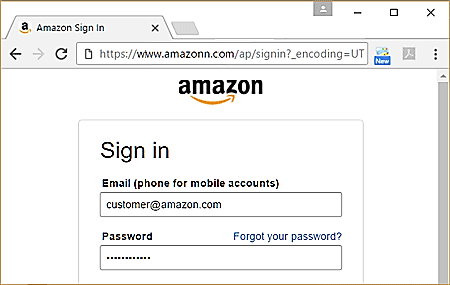 Amazon Sign In
https://www.amazonn.com/ap/signin?_encoding=UT
New
amazon
Sign in
Email (phone for mobile accounts)
customer@amazon.com
Password Forgot your password?
••••••••••••